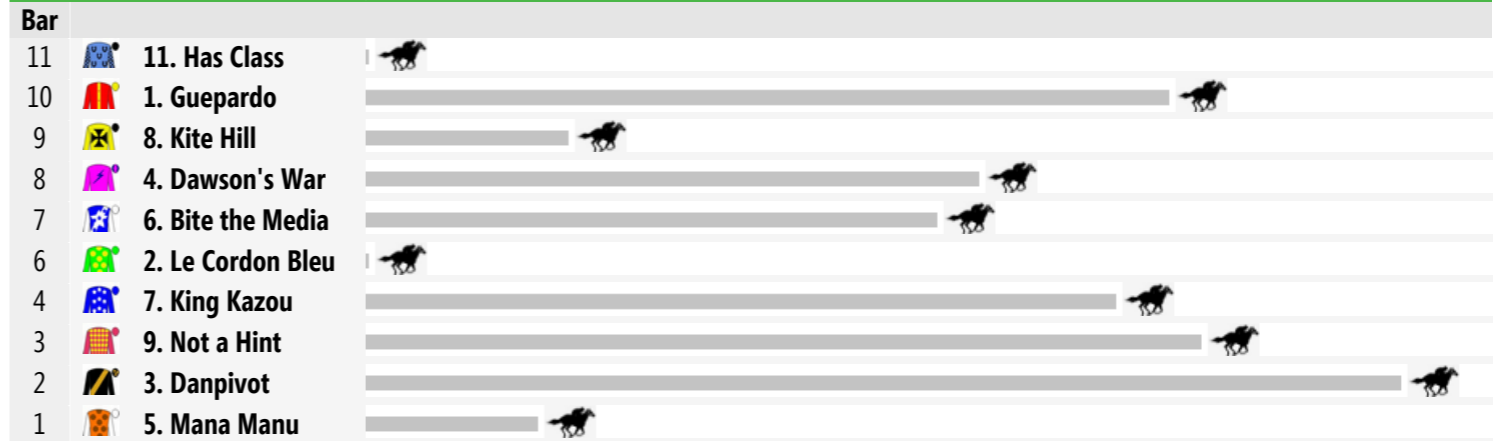 Bar
11 11. Has Class
10 1. Guepardo
9 8. Kite Hill
8 4. Dawson's War
7 6. Bite the Media
6 2. Le Cordon Bleu
4 7. King Kazou
3 9. Not a Hint
2 3. Danpivot
1 5. Mana Manu